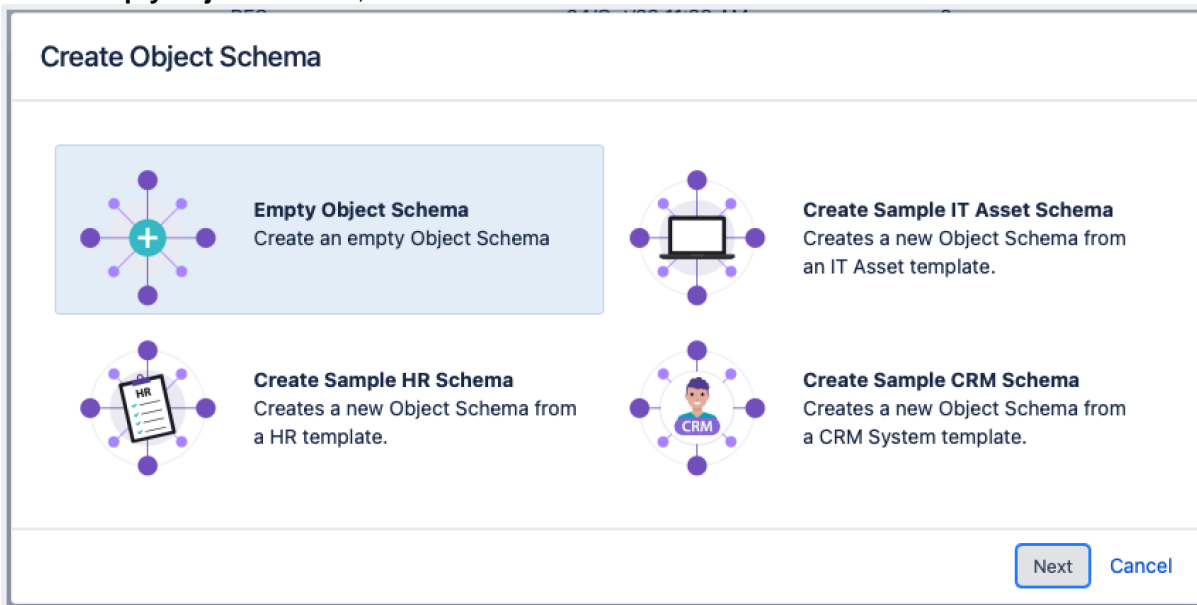 Create Object Schema
Empty Object Schema
Create an empty Object Schema
Create Sample IT Asset Schema
Creates a new Object Schema from
an IT Asset template.
HR
Create Sample HR Schema
Creates a new Object Schema from
a HR template.
CRM
Create Sample CRM Schema
Creates a new Object Schema from
a CRM System template.
Next
Cancel